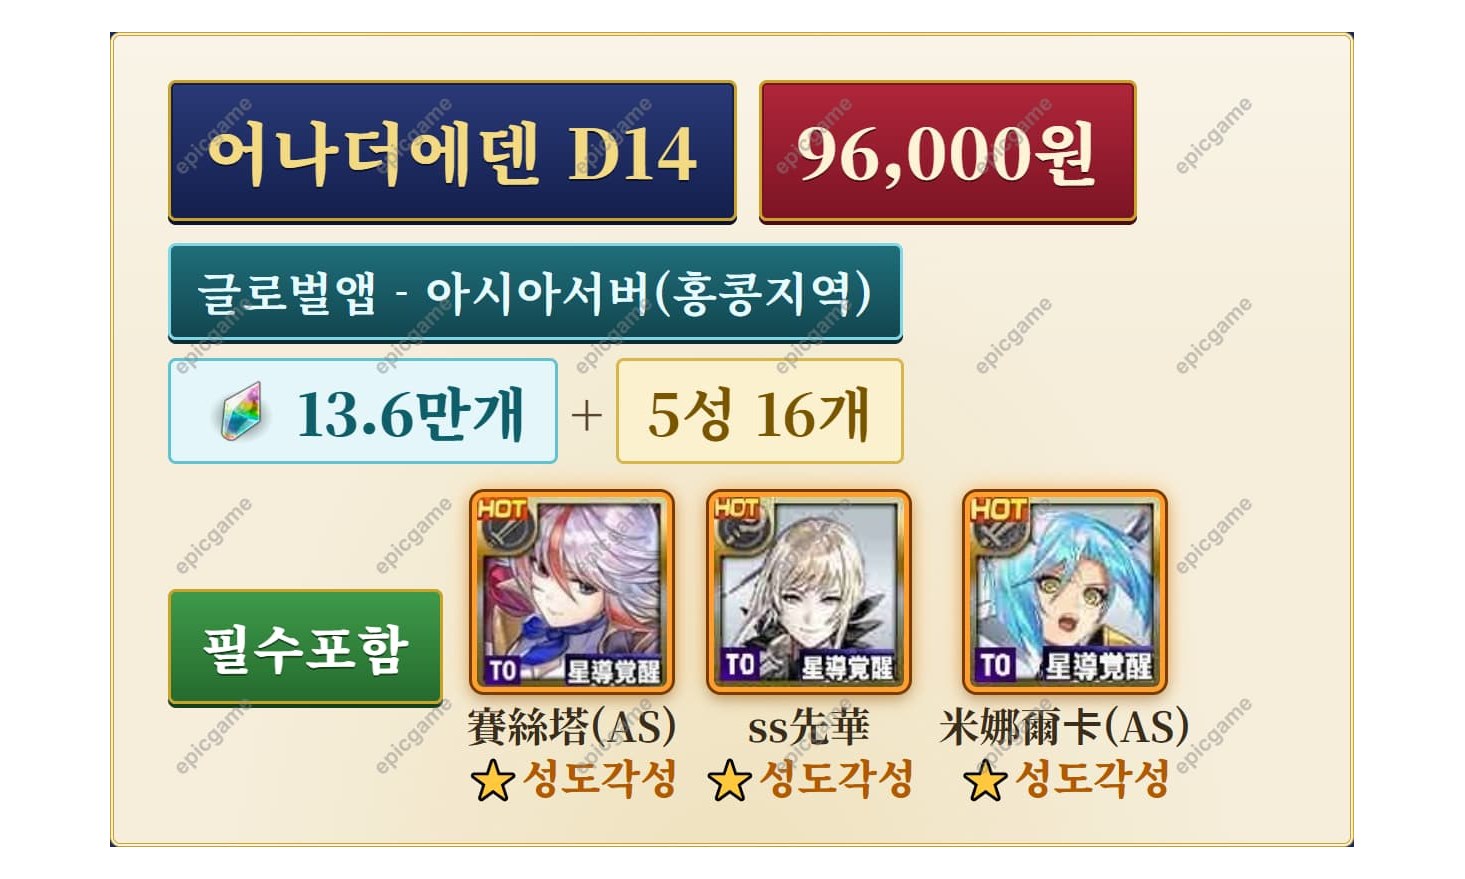 어나더에덴 D14 96,000원
글로벌앱 - 아시아서버(홍콩지역)
13.6만개 + 5성 16개
HOT HOT HOT
TO 星導覚醒 TO 星導覚醒 TO 星導覚醒
필수포함
賽絲塔(AS) ss先華 米娜爾卡(AS)
성도각성 성도각성 성도각성
epicgame